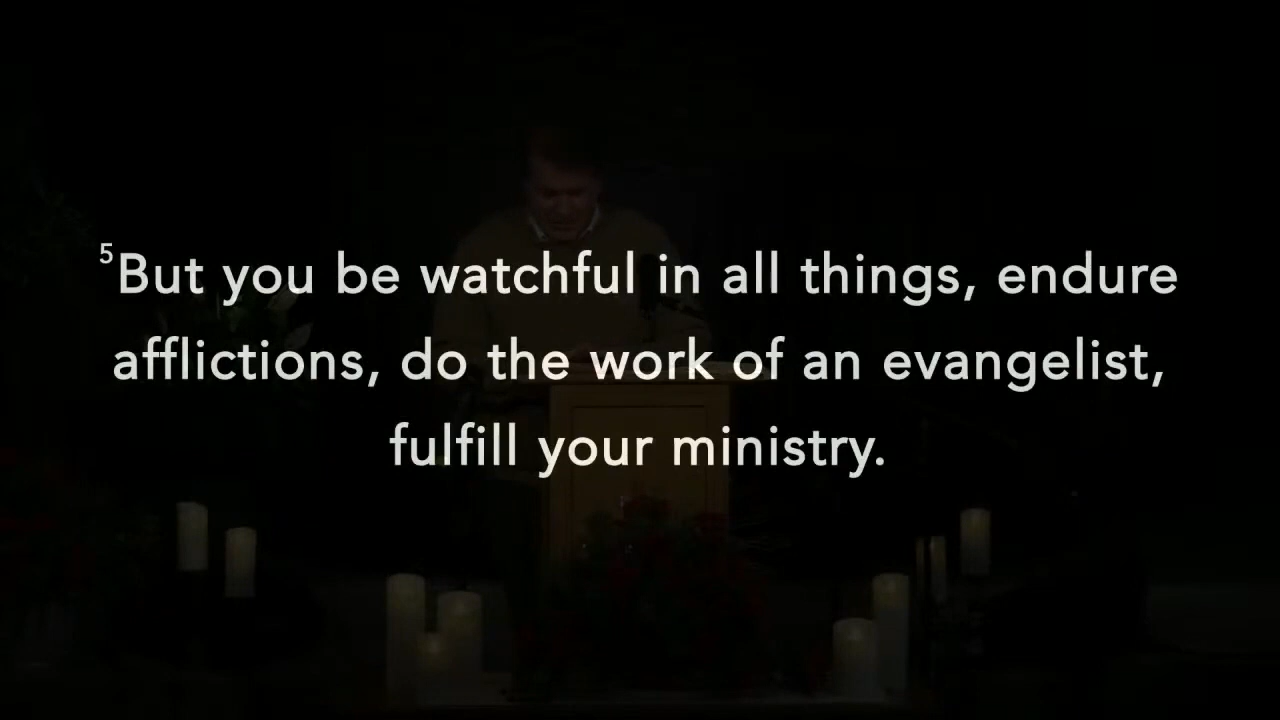 ⁵But you be watchful in all things, endure
afflictions, do the work of an evangelist,
fulfill your ministry.